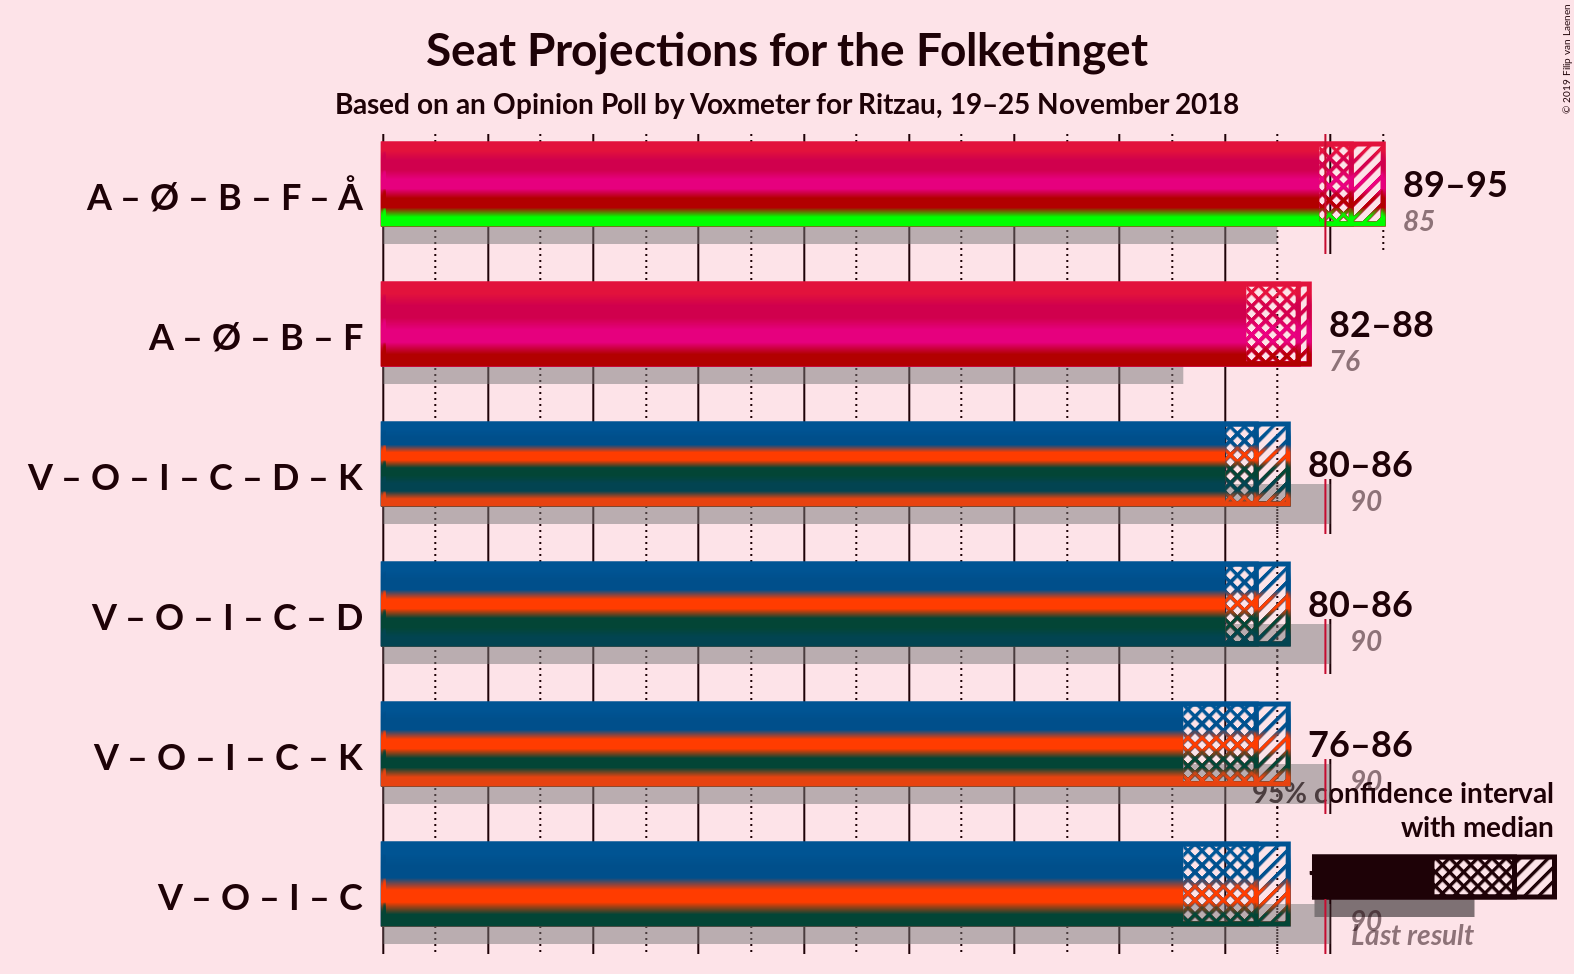 Seat Projections for the Folketinget
Based on an Opinion Poll by Voxmeter for Ritzau, 19–25 November 2018
© 2019 Filip van Laenen
A – Ø – B – F – Å
89–95
85
A – Ø – B – F
82–88
76
V – O – I – C – D – K
80–86
90
V – O – I – C – D
80–86
90
V – O – I – C – K
76–86
90
95% confidence interval
with median
V – O – I – C
90
Last result